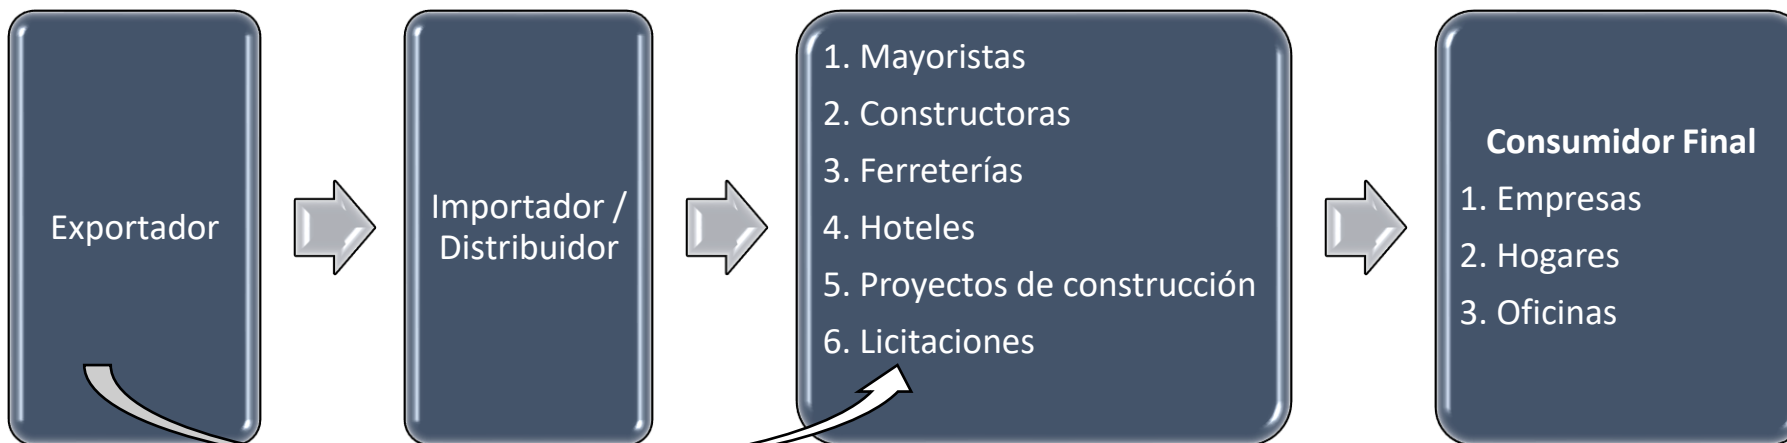 Exportador
Importador /
Distribuidor
1. Mayoristas
2. Constructoras
3. Ferreterías
4. Hoteles
5. Proyectos de construcción
6. Licitaciones
Consumidor Final
1. Empresas
2. Hogares
3. Oficinas